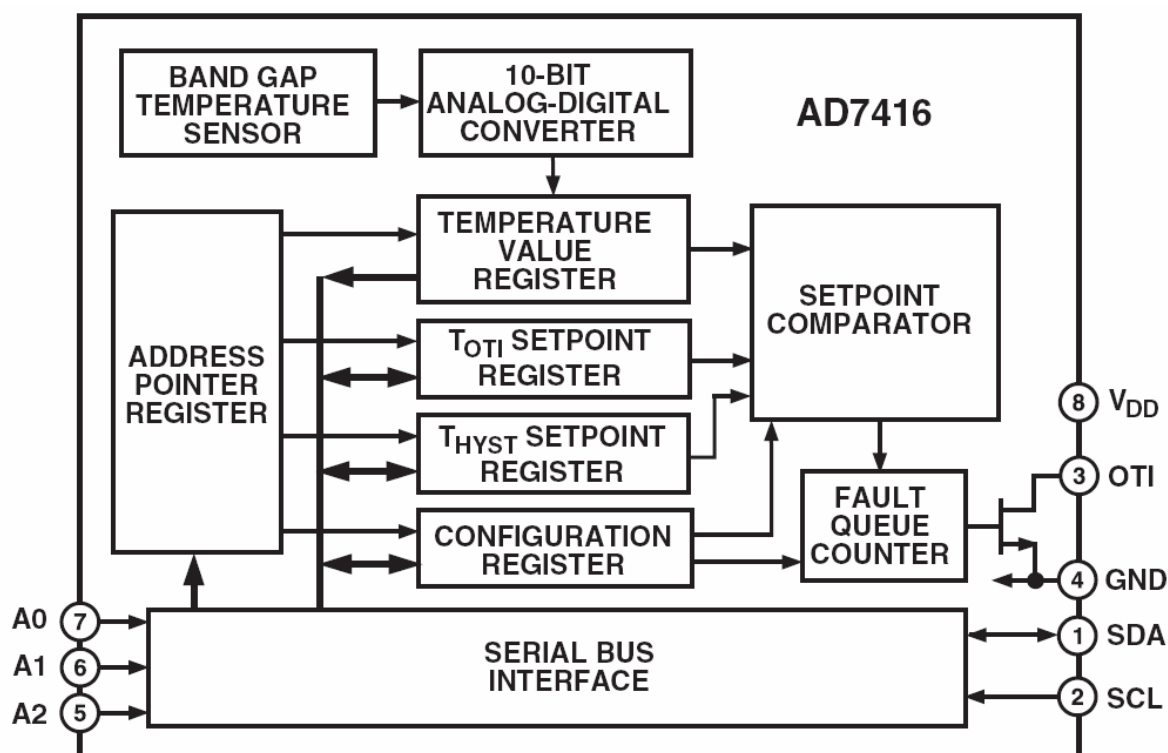 BAND GAP
TEMPERATURE
SENSOR
10-BIT
ANALOG-DIGITAL
CONVERTER
AD7416
ADDRESS
POINTER
REGISTER
TEMPERATURE
VALUE
REGISTER
SETPOINT
COMPARATOR
TOTI SETPOINT
REGISTER
THYST SETPOINT
REGISTER
CONFIGURATION
REGISTER
FAULT
QUEUE
COUNTER
8 VDD
3 OTI
4 GND
A0 7
A1 6
A2 5
SERIAL BUS
INTERFACE
1 SDA
2 SCL